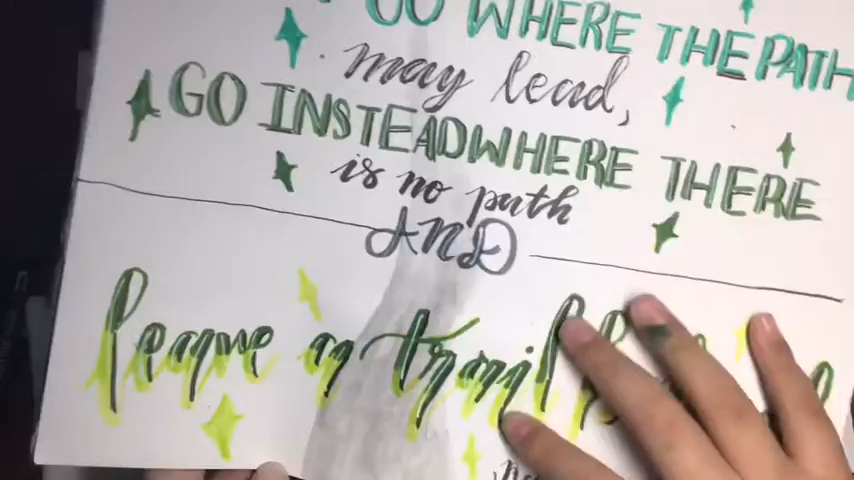 GO WHERE THE PATH
may lead,
GO INSTEAD WHERE THERE
is no path
AND
leave a trail